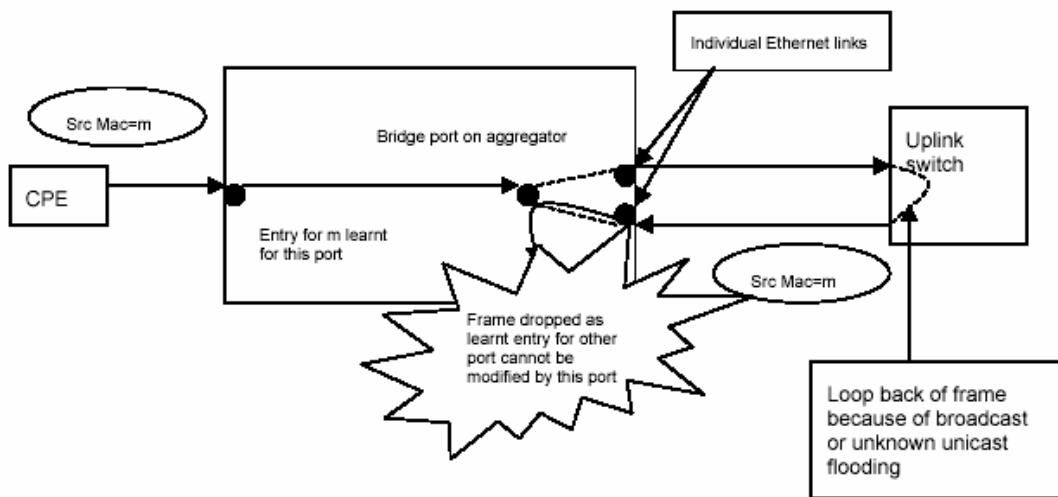 Individual Ethernet links
Src Mac=m
Bridge port on aggregator
Uplink
switch
CPE
Entry for m learnt
for this port
Src Mac=m
Frame dropped as
learnt entry for other
port cannot be
modified by this port
Loop back of frame
because of broadcast
or unknown unicast
flooding